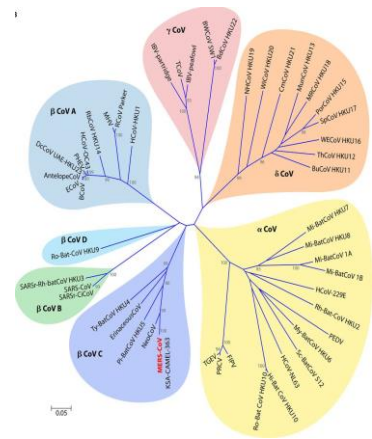 B
γ CoV
IBV-partridge
TCoV
IBV-peafowl
BWCoV SW1
BdCoV HKU22
NHCoV HKU19
WiCoV HKU20
CmCoV HKU21
MunCoV HKU13
MRCoV HKU18
PorCoV HKU15
SpCoV HKU17
WECoV HKU16
ThCoV HKU12
BuCoV HKU11
δ CoV
α CoV
Mi-BatCoV HKU7
Mi-BatCoV HKU8
Mi-BatCoV 1A
Mi-BatCoV 1B
HCoV-229E
Rh-BatCoV HKU2
PEDV
My-BatCoV HKU6
Sc-BatCoV 512
HCoV-NL63
Hi-BatCoV HKU10
Ro-BatCoV HKU10
FIPV
PRCV
TGEV
β CoV A
HCoV-HKU1
RCoV Parker
MHV
RbCoV HKU14
HCoV-OC43
PHEV
DcCoV UAE-HKU23
AntelopeCoV
ECoV
BCoV
β CoV D
Ro-BatCoV HKU9
SARSr-Rh-batCoV HKU3
SARS-CoV
SARSr-CiCoV
β CoV B
β CoV C
Ty-BatCoV HKU4
ErinaceousCoV
Pi-BatCoV HKU5
NeoCoV
MERS-CoV
KSA-CAMEL-363
0.05